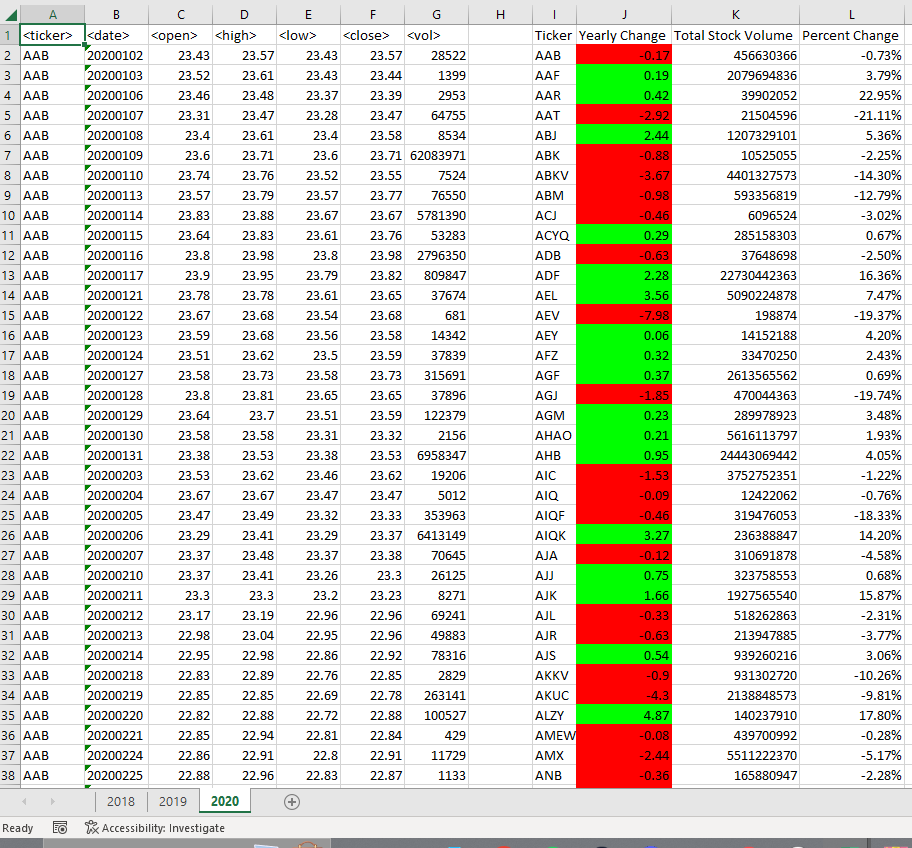 A B C D E F G H I J K L
1 <ticker> <date> <open> <high> <low> <close> <vol> Ticker Yearly Change Total Stock Volume Percent Change
2 AAB 20200102 23.43 23.57 23.43 23.57 28522 AAB -0.17 456630366 -0.73%
3 AAB 20200103 23.52 23.61 23.43 23.44 1399 AAF 0.19 2079694836 3.79%
4 AAB 20200106 23.46 23.48 23.37 23.39 2953 AAR 0.42 39902052 22.95%
5 AAB 20200107 23.31 23.47 23.28 23.47 64755 AAT -2.92 21504596 -21.11%
6 AAB 20200108 23.4 23.61 23.4 23.58 8534 ABJ 2.44 1207329101 5.36%
7 AAB 20200109 23.6 23.71 23.6 23.71 62083971 ABK -0.88 10525055 -2.25%
8 AAB 20200110 23.74 23.76 23.52 23.55 7524 ABKV -3.67 4401327573 -14.30%
9 AAB 20200113 23.57 23.79 23.57 23.77 76550 ABM -0.98 593356819 -12.79%
10 AAB 20200114 23.83 23.88 23.67 23.67 5781390 ACJ -0.46 6096524 -3.02%
11 AAB 20200115 23.64 23.83 23.61 23.76 53283 ACYQ 0.29 285158303 0.67%
12 AAB 20200116 23.8 23.98 23.8 23.98 2796350 ADB -0.63 37648698 -2.50%
13 AAB 20200117 23.9 23.95 23.79 23.82 809847 ADF 2.28 22730442363 16.36%
14 AAB 20200121 23.78 23.78 23.61 23.65 37674 AEL 3.56 5090224878 7.47%
15 AAB 20200122 23.67 23.68 23.54 23.68 681 AEV -7.98 198874 -19.37%
16 AAB 20200123 23.59 23.68 23.56 23.58 14342 AEY 0.06 14152188 4.20%
17 AAB 20200124 23.51 23.62 23.5 23.59 37839 AFZ 0.32 33470250 2.43%
18 AAB 20200127 23.58 23.73 23.58 23.73 315691 AGF 0.37 2613565562 0.69%
19 AAB 20200128 23.8 23.81 23.65 23.65 37896 AGJ -1.85 470044363 -19.74%
20 AAB 20200129 23.64 23.7 23.51 23.59 122379 AGM 0.23 289978923 3.48%
21 AAB 20200130 23.58 23.58 23.31 23.32 2156 AHAO 0.21 5616113797 1.93%
22 AAB 20200131 23.38 23.53 23.38 23.53 6958347 AHB 0.95 24443069442 4.05%
23 AAB 20200203 23.53 23.62 23.46 23.62 19206 AIC -1.53 3752752351 -1.22%
24 AAB 20200204 23.67 23.67 23.47 23.47 5012 AIQ -0.09 12422062 -0.76%
25 AAB 20200205 23.47 23.49 23.32 23.33 353963 AIQF -0.46 319476053 -18.33%
26 AAB 20200206 23.29 23.41 23.29 23.37 6413149 AIQK 3.27 236388847 14.20%
27 AAB 20200207 23.37 23.48 23.37 23.38 70645 AJA -0.12 310691878 -4.58%
28 AAB 20200210 23.37 23.41 23.26 23.3 26125 AJJ 0.75 323758553 0.68%
29 AAB 20200211 23.3 23.3 23.2 23.23 8271 AJK 1.66 1927565540 15.87%
30 AAB 20200212 23.17 23.19 22.96 22.96 69241 AJL -0.33 518262863 -2.31%
31 AAB 20200213 22.98 23.04 22.95 22.96 49883 AJR -0.63 213947885 -3.77%
32 AAB 20200214 22.95 22.98 22.86 22.92 78316 AJS 0.54 939260216 3.06%
33 AAB 20200218 22.83 22.89 22.76 22.85 2829 AKKV -0.9 931302720 -10.26%
34 AAB 20200219 22.85 22.85 22.69 22.78 263141 AKUC -4.3 2138848573 -9.81%
35 AAB 20200220 22.82 22.88 22.72 22.88 100527 ALZY 4.87 140237910 17.80%
36 AAB 20200221 22.85 22.94 22.81 22.84 429 AMEW -0.08 439700992 -0.28%
37 AAB 20200224 22.86 22.91 22.8 22.91 11729 AMX -2.44 5511222370 -5.17%
38 AAB 20200225 22.88 22.96 22.83 22.87 1133 ANB -0.36 165880947 -2.28%
2018 2019 2020
Ready Accessibility: Investigate